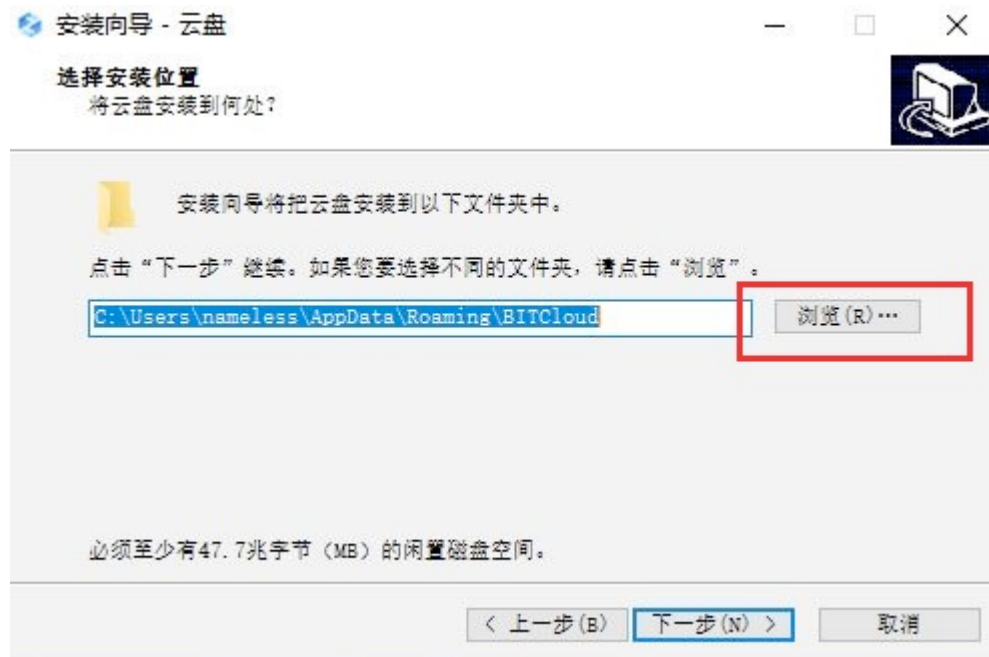 安装向导 - 云盘
选择安装位置
将云盘安装到何处?
安装向导将把云盘安装到以下文件夹中。
点击“下一步”继续。如果您要选择不同的文件夹,请点击“浏览”。
C:\Users\nameless\AppData\Roaming\BITCloud
浏览(R)…
必须至少有47.7兆字节(MB)的闲置磁盘空间。
< 上一步(B) 下一步(N) > 取消